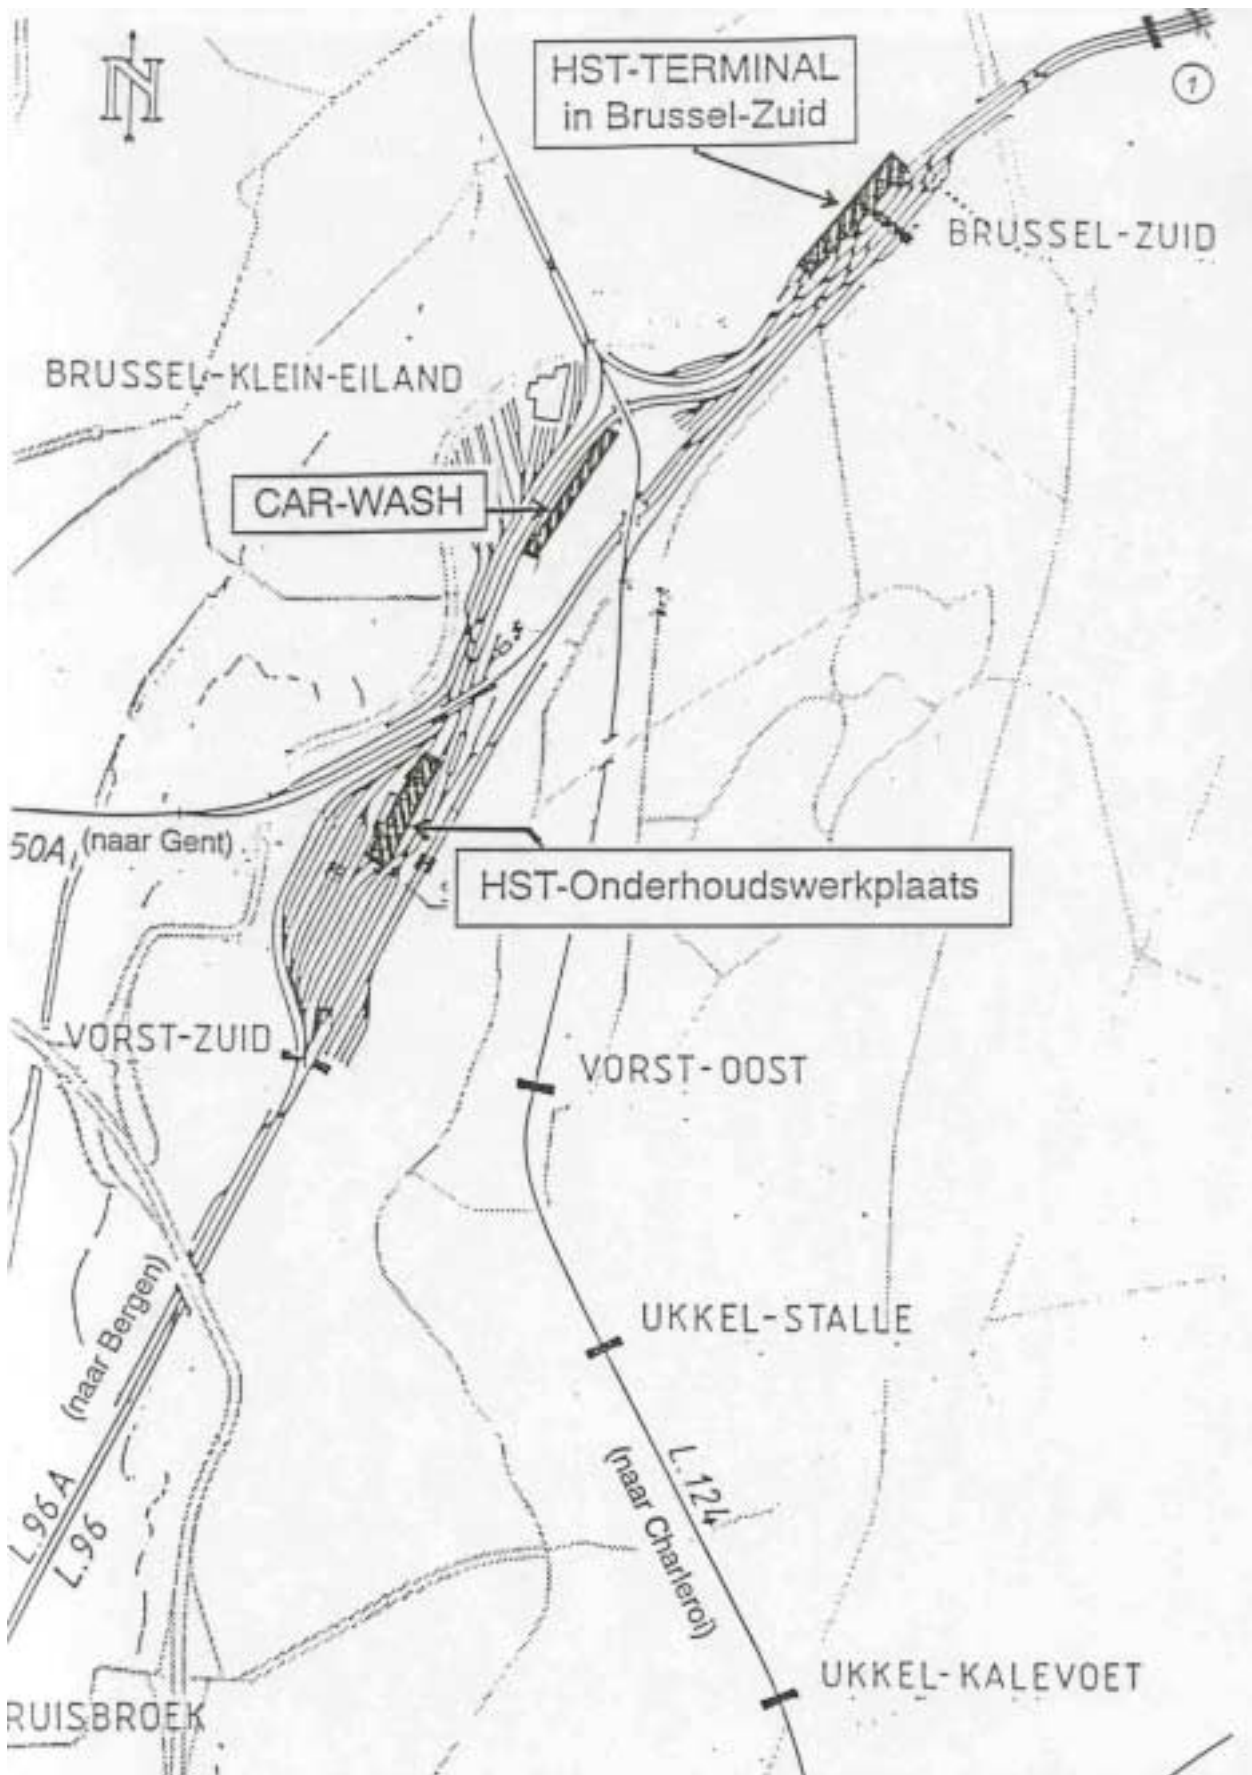 N
HST-TERMINAL
in Brussel-Zuid
1
BRUSSEL-ZUID
BRUSSEL-KLEIN-EILAND
CAR-WASH
50A (naar Gent)
HST-Onderhoudswerkplaats
VORST-ZUID
VORST-OOST
UKKEL-STALLE
(naar Bergen)
L.96 A
L.96
L.124
(naar Charleroi)
UKKEL-KALEVOET
RUISBROEK